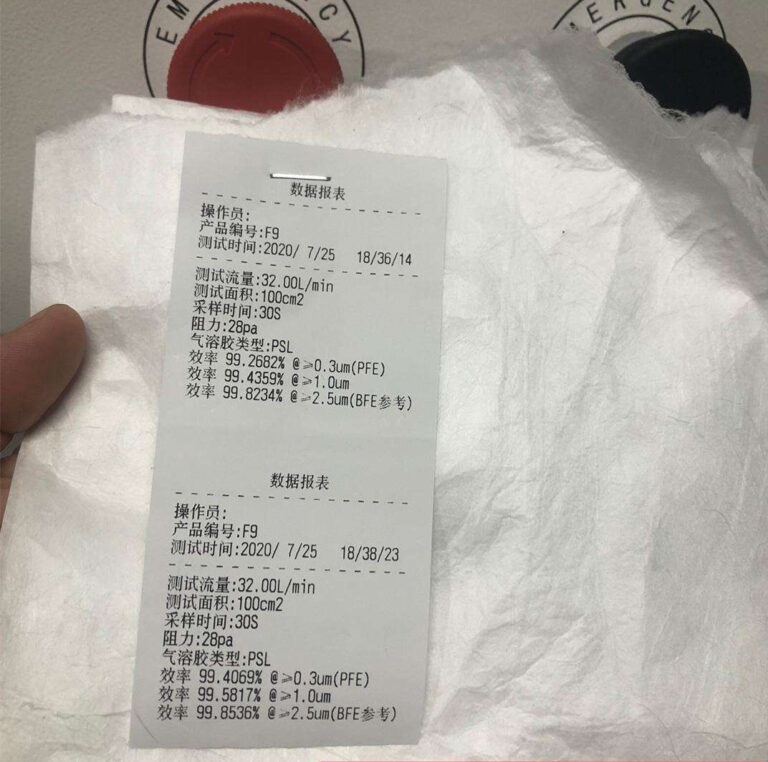 EMERGENCY
EMERGENC
数据报表
操作员:
产品编号:F9
测试时间:2020/ 7/25 18/36/14
测试流量:32.00L/min
测试面积:100cm2
采样时间:30S
阻力:28pa
气溶胶类型:PSL
效率 99.2682% @≥0.3um(PFE)
效率 99.4359% @≥1.0um
效率 99.8234% @≥2.5um(BFE参考)
数据报表
操作员:
产品编号:F9
测试时间:2020/ 7/25 18/38/23
测试流量:32.00L/min
测试面积:100cm2
采样时间:30S
阻力:28pa
气溶胶类型:PSL
效率 99.4069% @≥0.3um(PFE)
效率 99.5817% @≥1.0um
效率 99.8536% @≥2.5um(BFE参考)